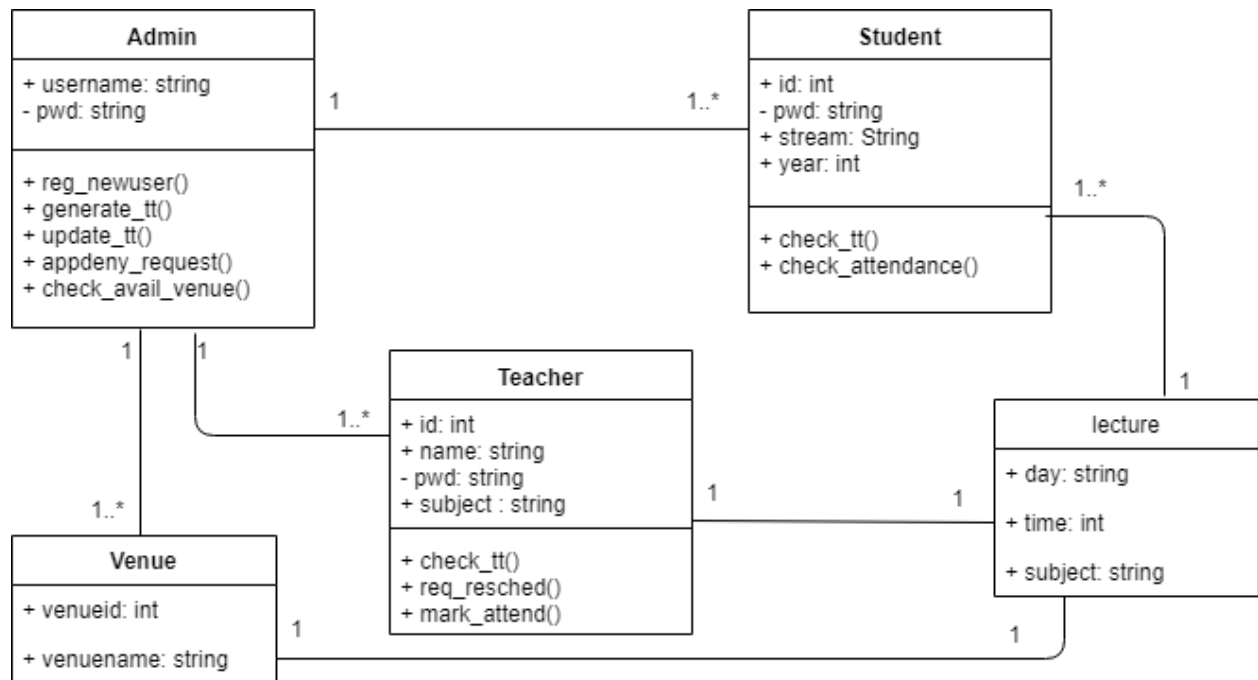 Admin
+ username: string
- pwd: string
+ reg_newuser()
+ generate_tt()
+ update_tt()
+ appdeny_request()
+ check_avail_venue()
1
1..*
Student
+ id: int
- pwd: string
+ stream: String
+ year: int
+ check_tt()
+ check_attendance()
1..*
1
1
1
1..*
1..*
Teacher
+ id: int
+ name: string
- pwd: string
+ subject : string
+ check_tt()
+ req_resched()
+ mark_attend()
1
1
lecture
+ day: string
+ time: int
+ subject: string
Venue
+ venueid: int
+ venuename: string
1
1